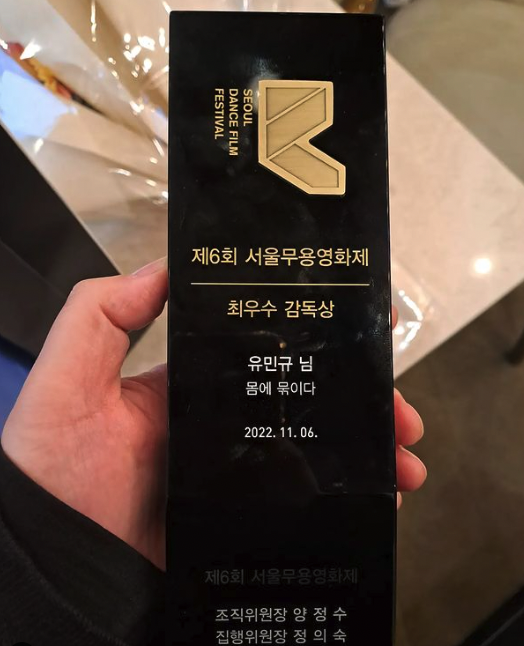 SEOUL
DANCE FILM
FESTIVAL
제6회 서울무용영화제
최우수 감독상
유민규 님
몸에 묶이다
2022. 11. 06.
제6회 서울무용영화제
조직위원장 양 정 수
집행위원장 정 의 숙